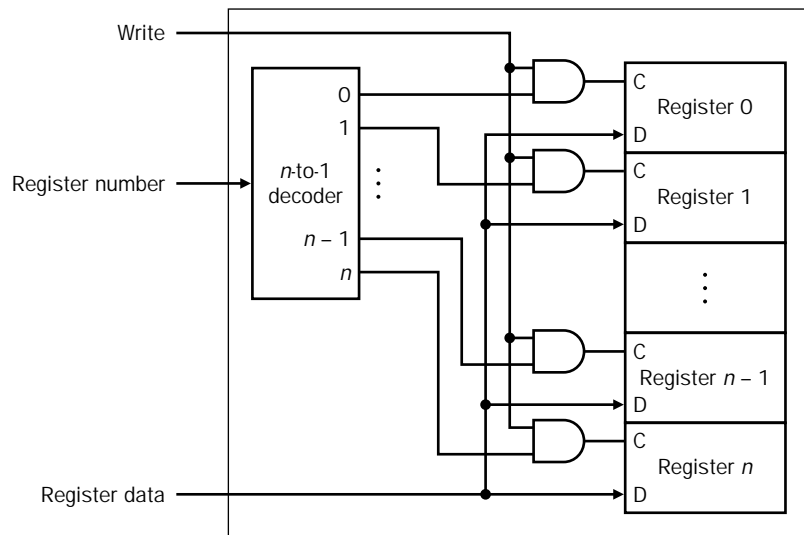 Write
0
C
Register 0
1
D
n-to-1
decoder
C
Register number
Register 1
n – 1
D
n
C
Register n – 1
D
C
Register n
Register data
D